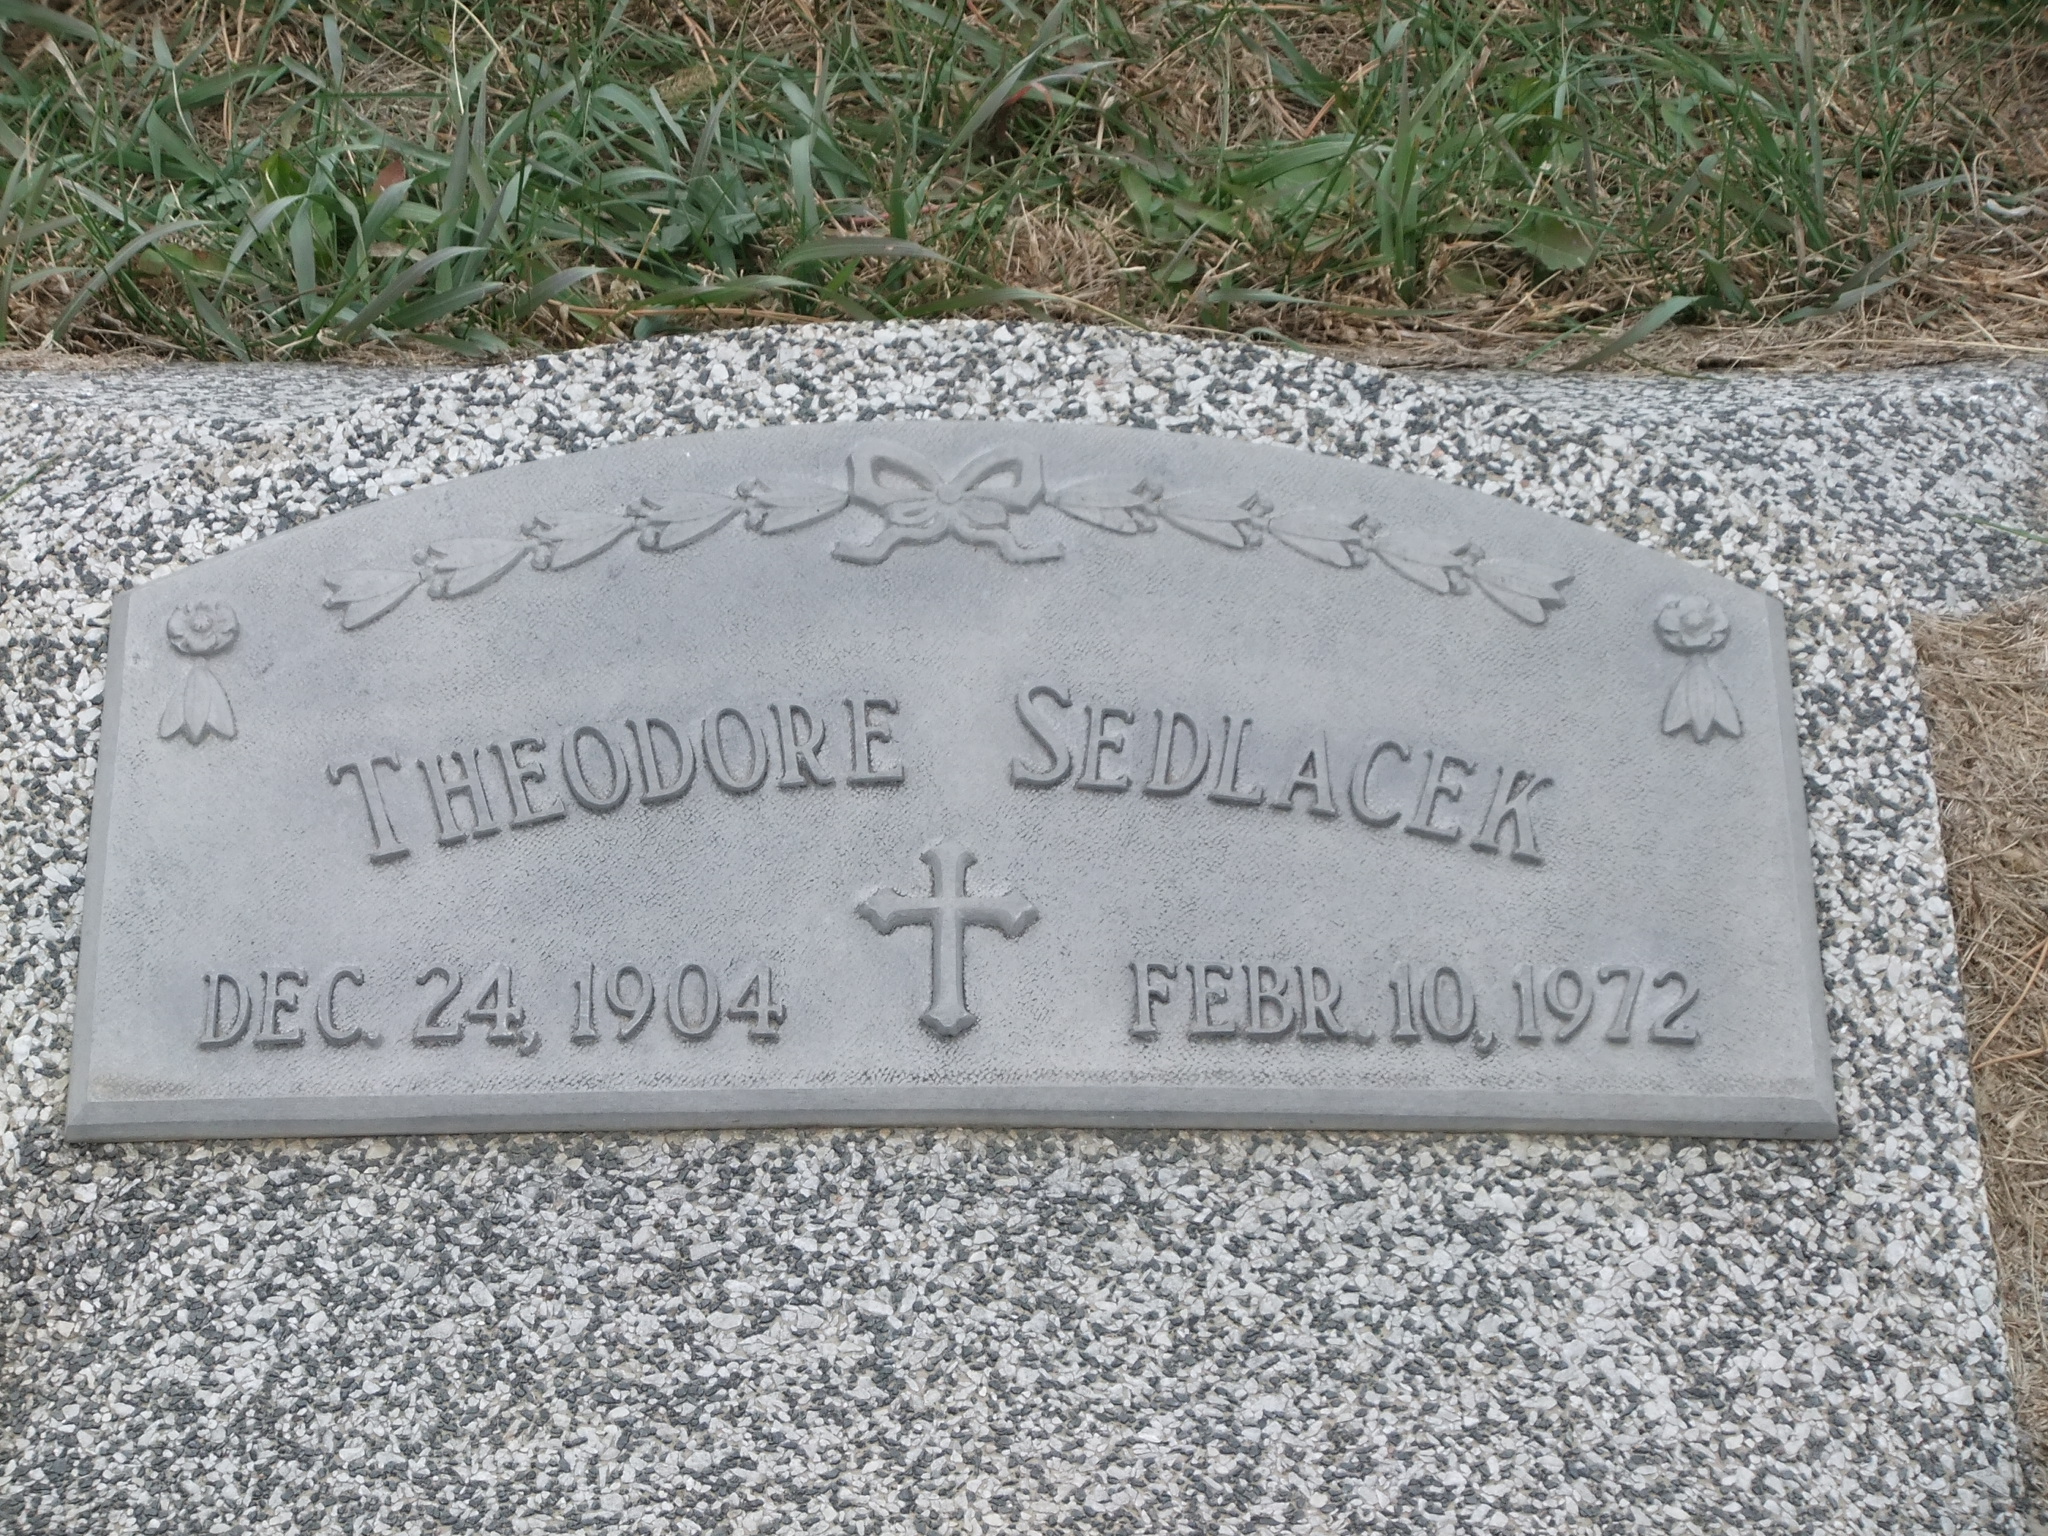 THEODORE SEDLACEK
DEC. 24, 1904 FEBR. 10, 1972